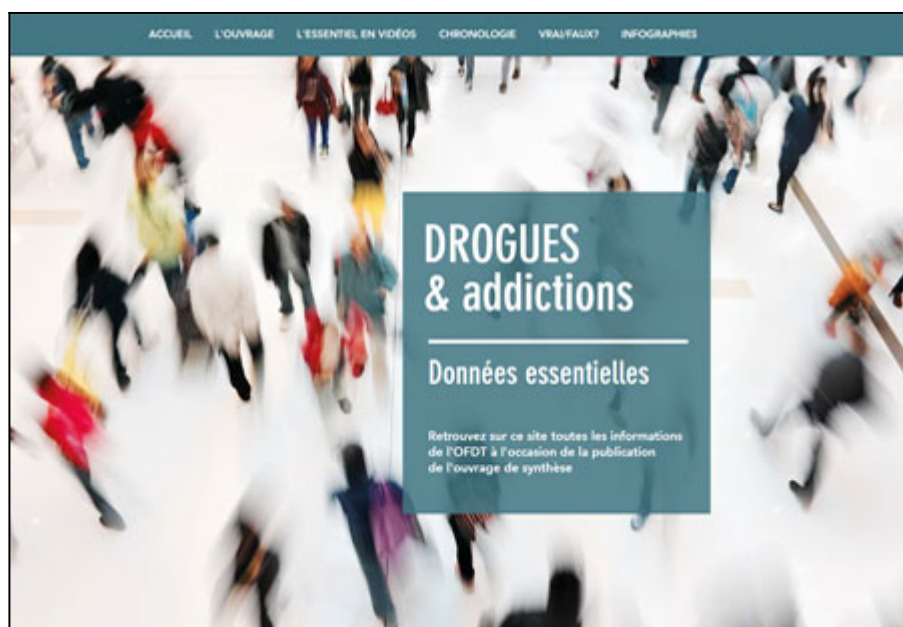 ACCUEIL L'OUVRAGE L'ESSENTIEL EN VIDÉOS CHRONOLOGIE VRAI/FAUX? INFOGRAPHIES
DROGUES
& addictions
Données essentielles
Retrouvez sur ce site toutes les informations
de l'OFDT à l'occasion de la publication
de l'ouvrage de synthèse